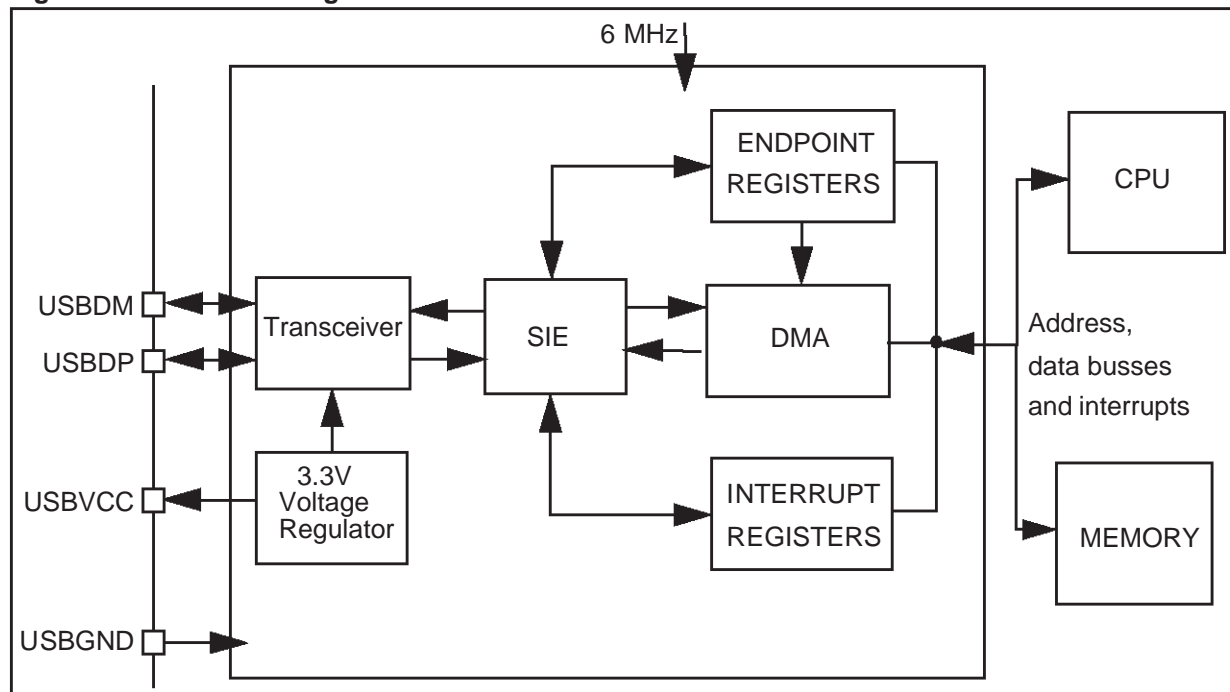 6 MHz
ENDPOINT
REGISTERS
CPU
USBDM
Transceiver
SIE
DMA
USBDP
Address,
data busses
and interrupts
3.3V
Voltage
Regulator
USBVCC
INTERRUPT
REGISTERS
MEMORY
USBGND